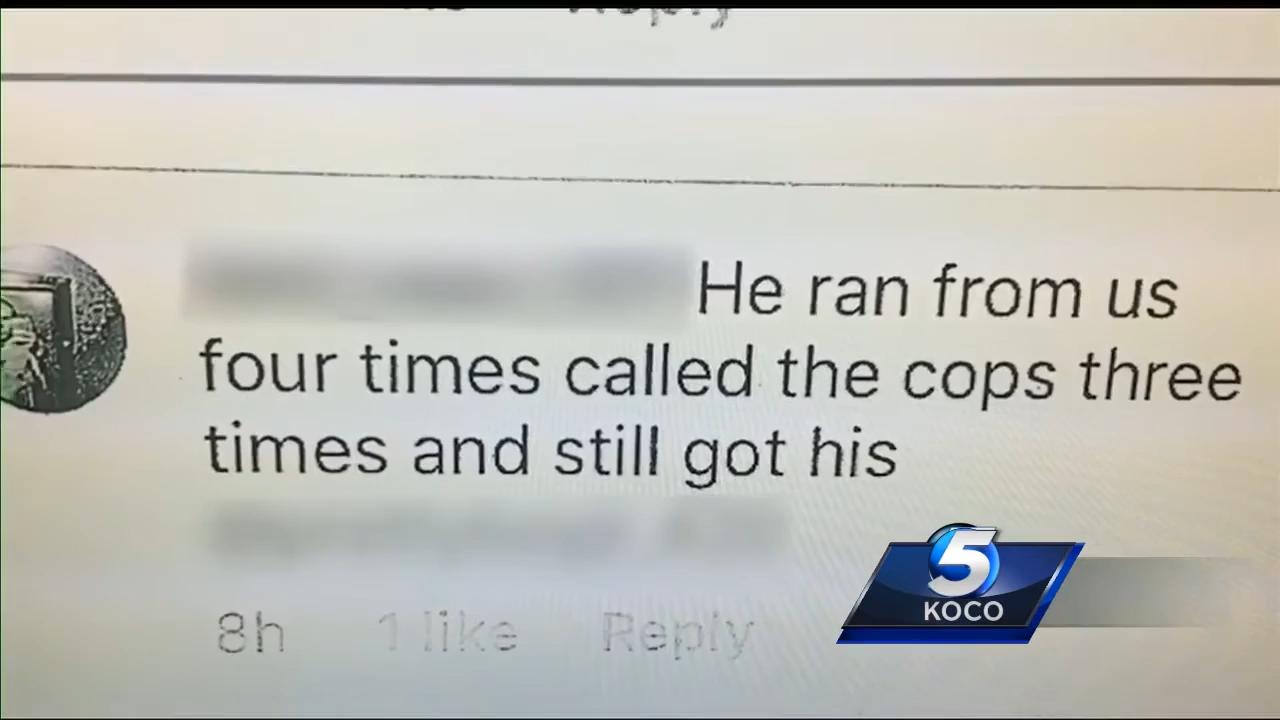 He ran from us
four times called the cops three
times and still got his
8h 1 like Reply
5
KOCO